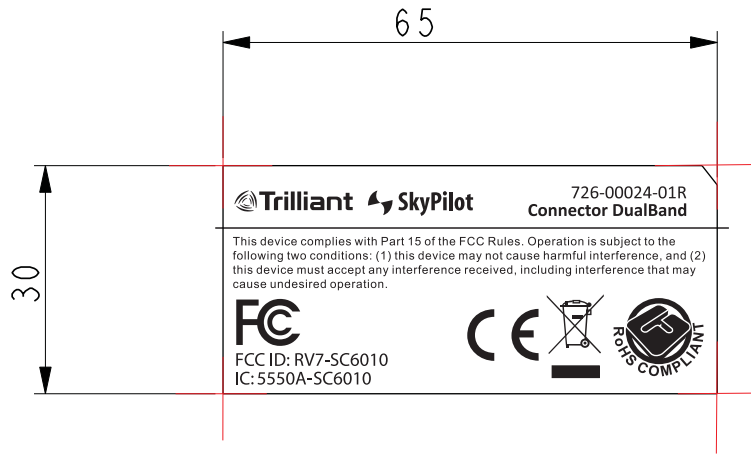 65
30
Trilliant SkyPilot
726-00024-01R
Connector DualBand
This device complies with Part 15 of the FCC Rules. Operation is subject to the
following two conditions: (1) this device may not cause harmful interference, and (2)
this device must accept any interference received, including interference that may
cause undesired operation.
FC
CE
RoHS COMPLIANT
FCC ID: RV7-SC6010
IC: 5550A-SC6010